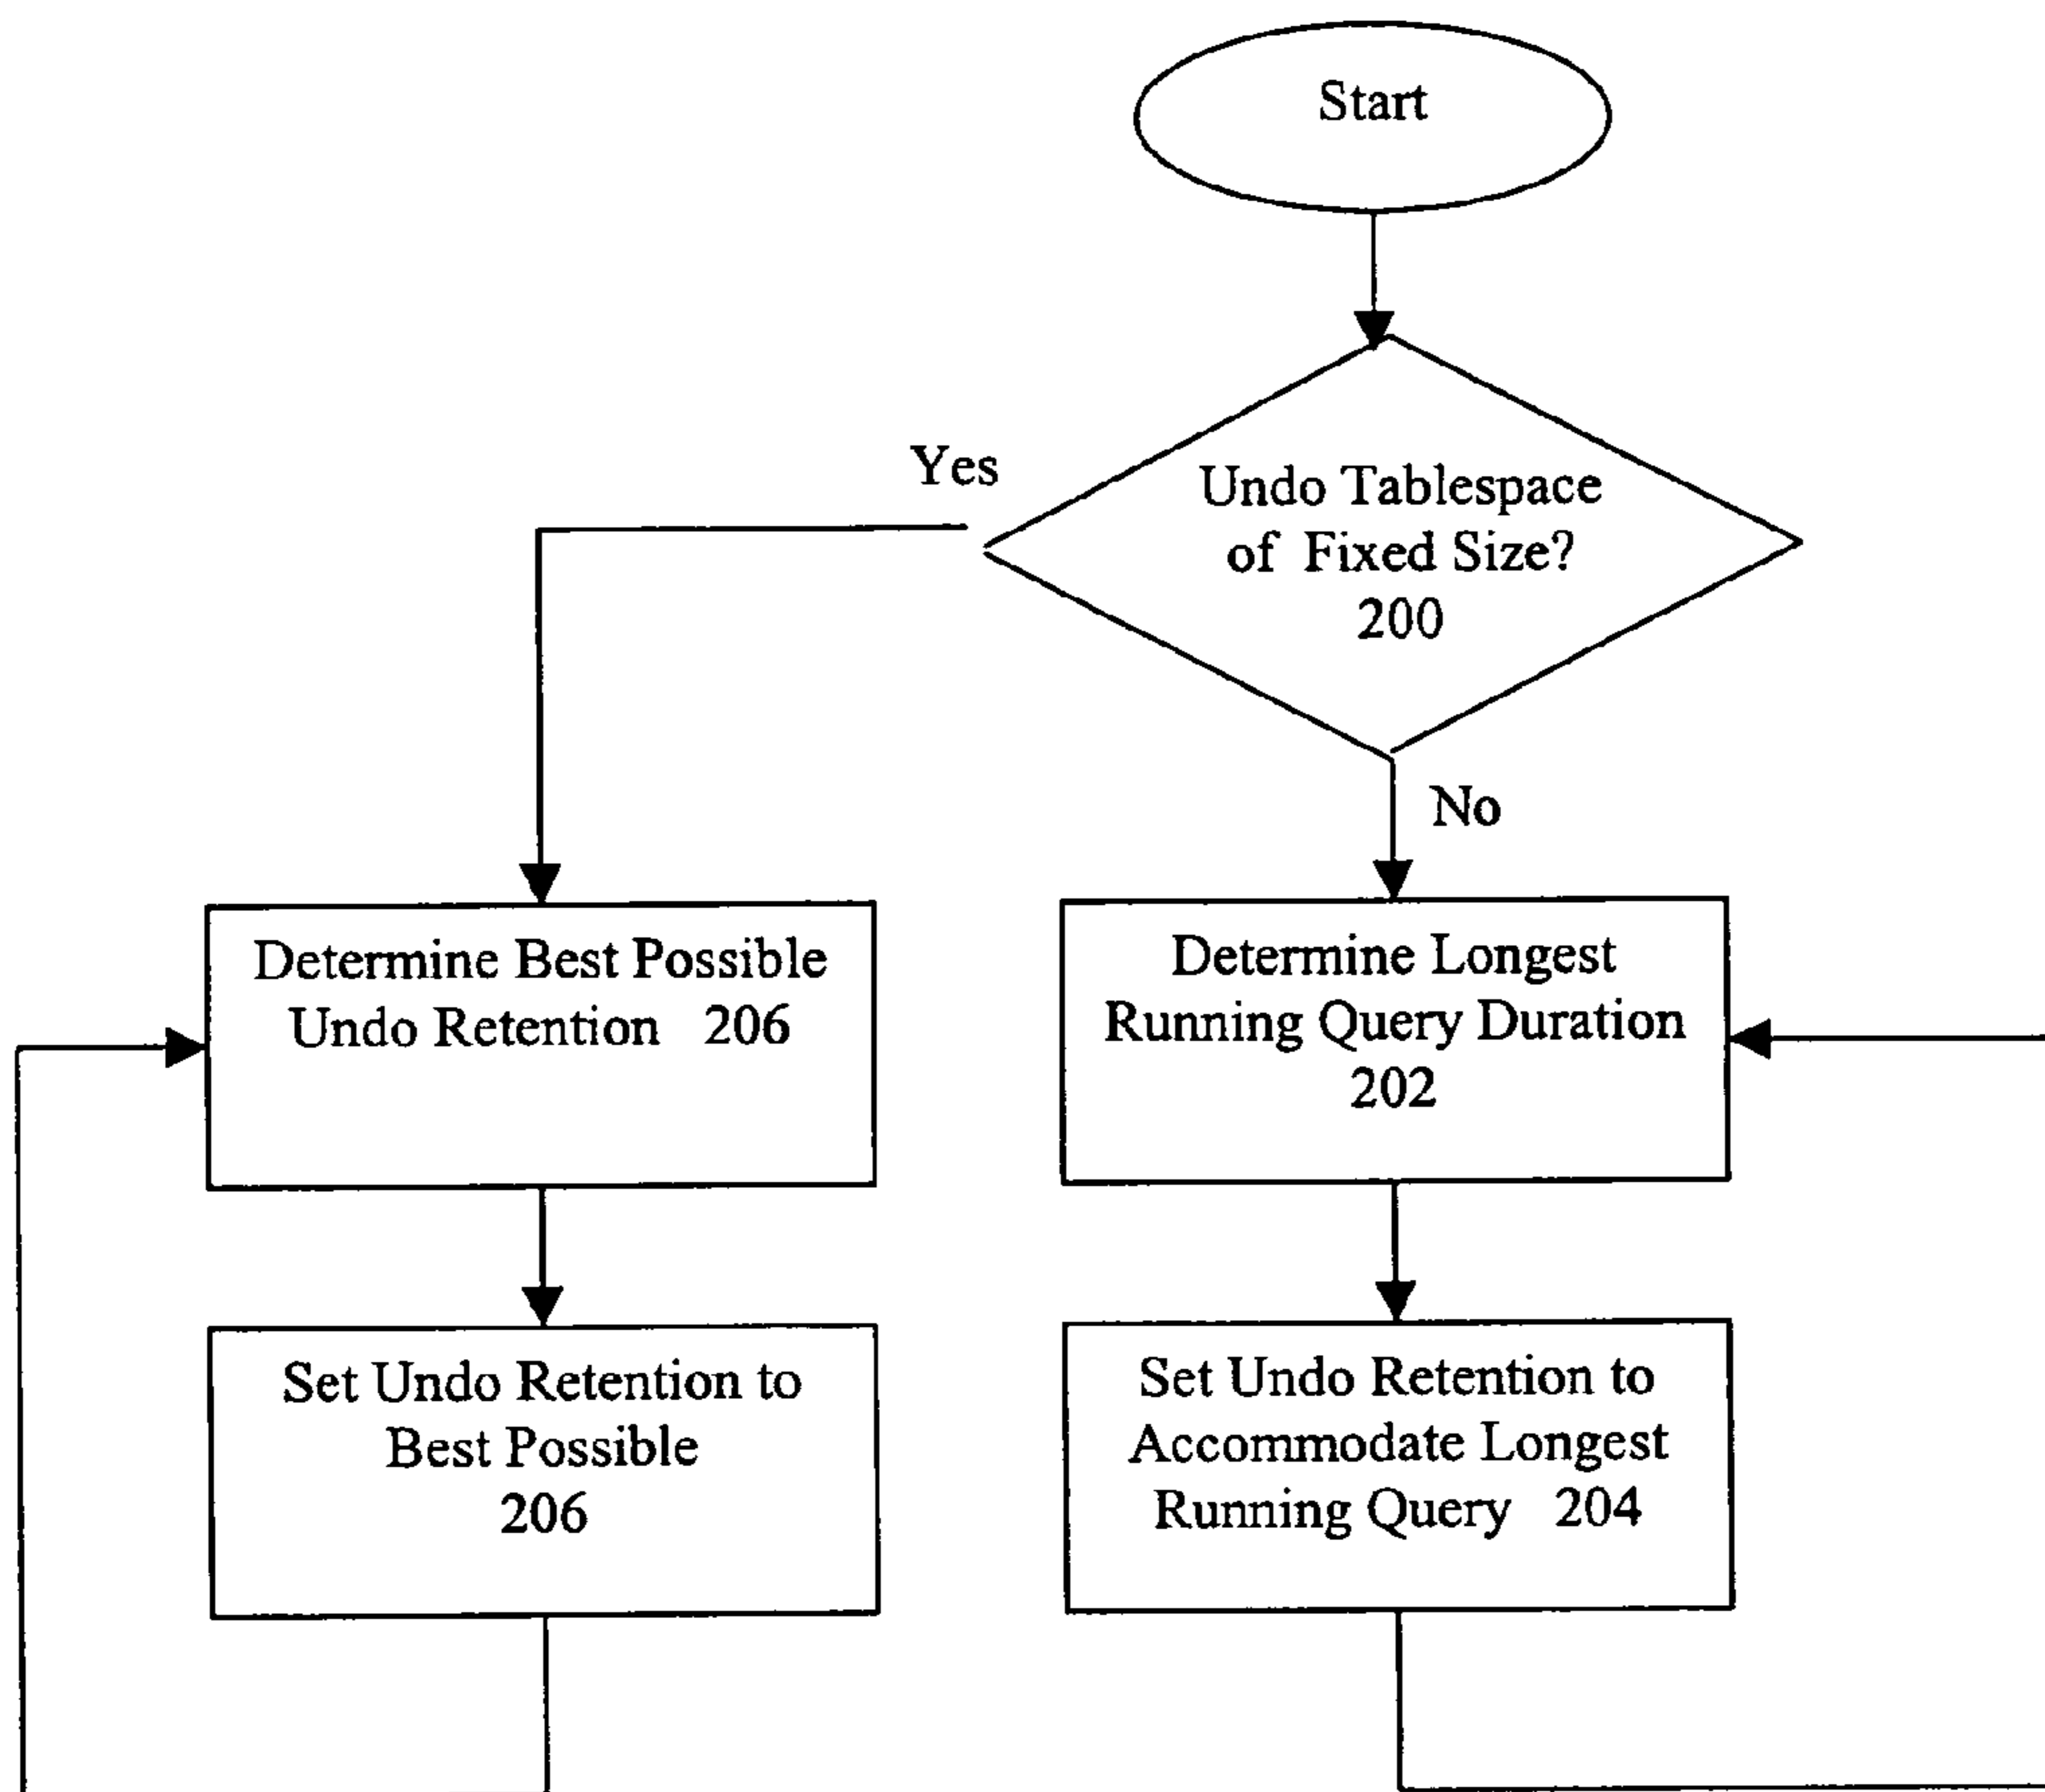 Start
Undo Tablespace
of Fixed Size?
200
Yes
No
Determine Best Possible
Undo Retention 206
Determine Longest
Running Query Duration
202
Set Undo Retention to
Best Possible
206
Set Undo Retention to
Accommodate Longest
Running Query 204